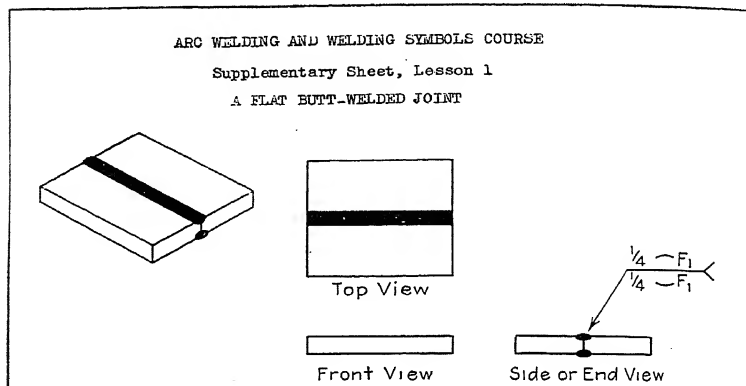 ARC WELDING AND WELDING SYMBOLS COURSE
Supplementary Sheet, Lesson 1
A FLAT BUTT-WELDED JOINT
Top View
1/4 ⌒ F1
1/4 ⌣ F1
Front View
Side or End View